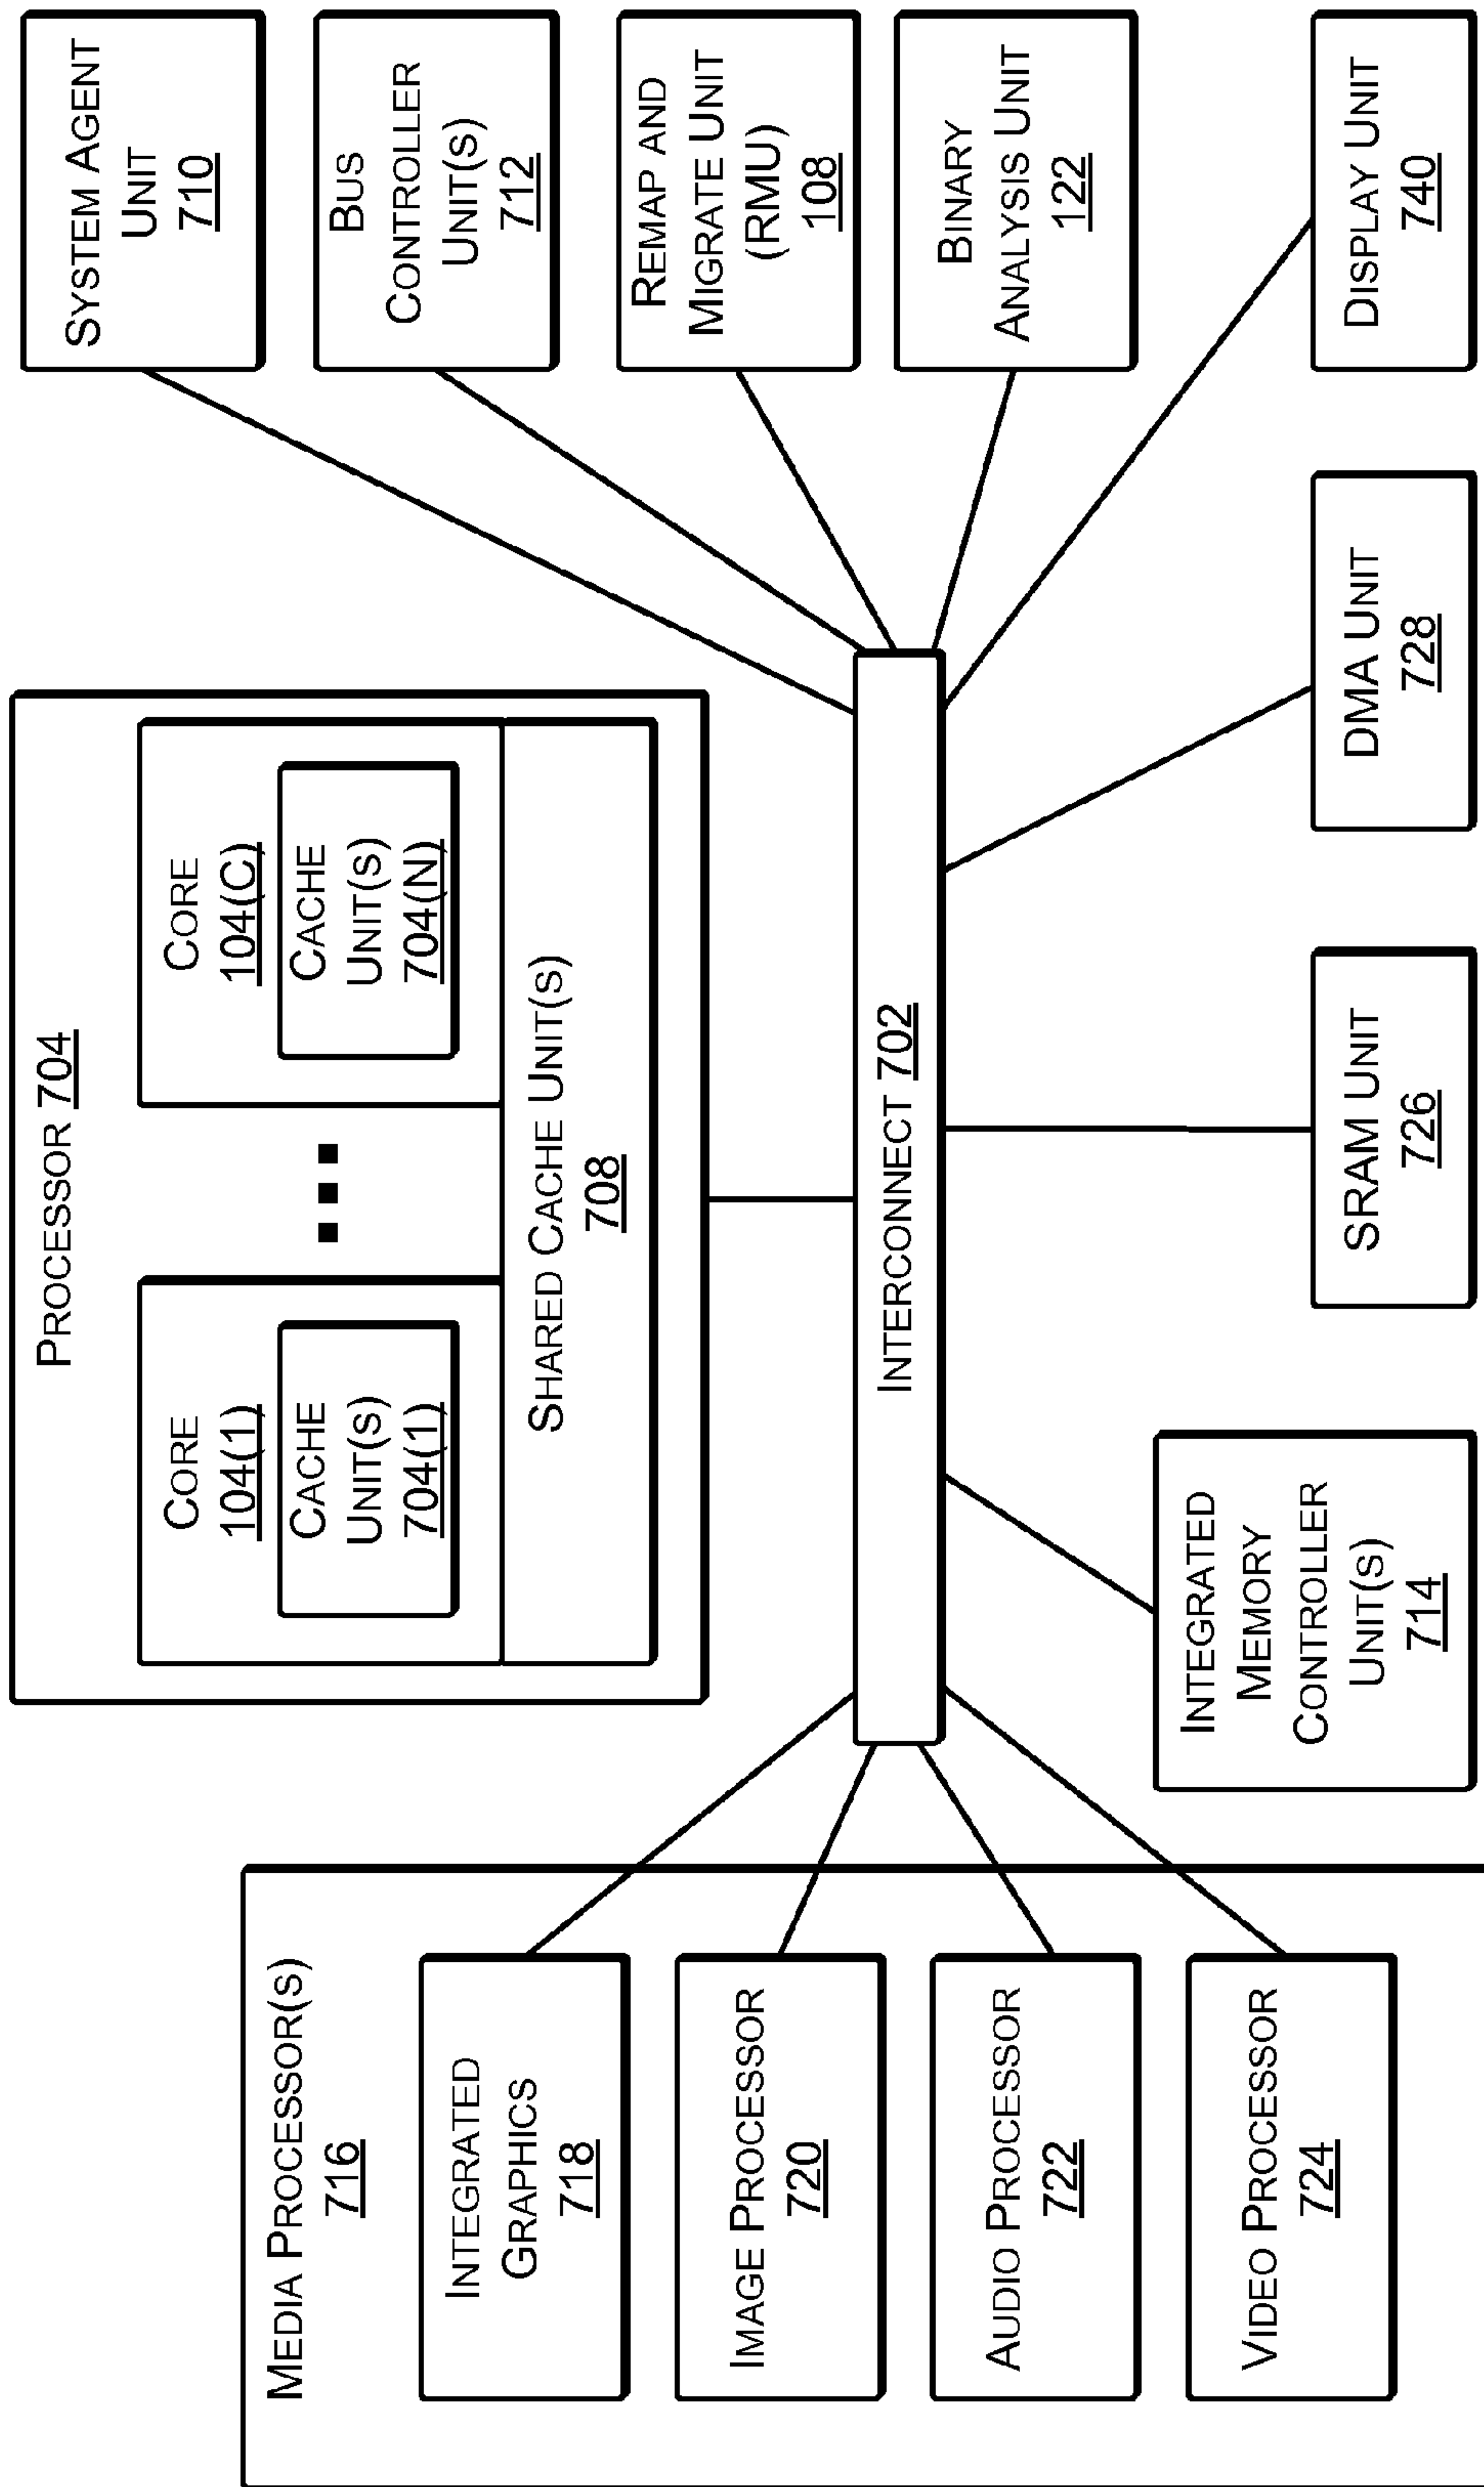 PROCESSOR 704
CORE
104(1)
CACHE
UNIT(S)
704(1)
CORE
104(C)
CACHE
UNIT(S)
704(N)
SHARED CACHE UNIT(S)
708
SYSTEM AGENT
UNIT
710
BUS
CONTROLLER
UNIT(S)
712
REMAP AND
MIGRATE UNIT
(RMU)
108
BINARY
ANALYSIS UNIT
122
MEDIA PROCESSOR(S)
716
INTEGRATED
GRAPHICS
718
IMAGE PROCESSOR
720
AUDIO PROCESSOR
722
VIDEO PROCESSOR
724
INTERCONNECT 702
INTEGRATED
MEMORY
CONTROLLER
UNIT(S)
714
SRAM UNIT
726
DMA UNIT
728
DISPLAY UNIT
740